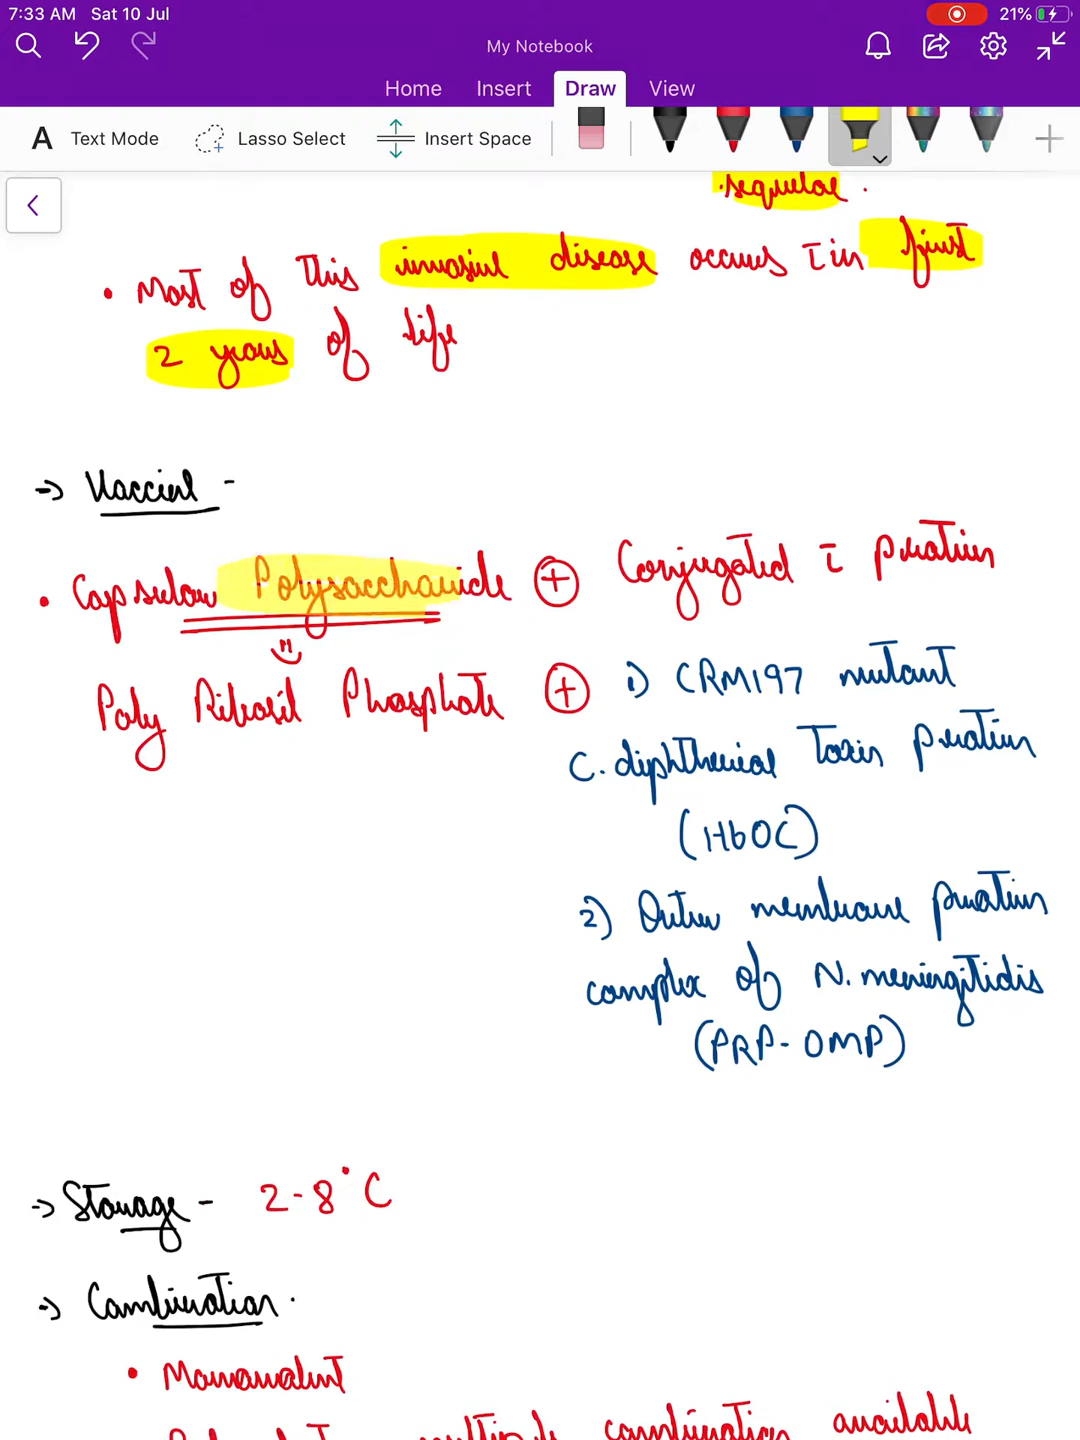 7:33 AM Sat 10 Jul
21%
My Notebook
Home Insert Draw View
A Text Mode Lasso Select Insert Space
sequelae.
• Most of this invasive disease occurs in first
2 years of life
→ Vaccine -
• Capsular Polysaccharide + Conjugated c̄ protein
Poly Ribosil Phosphate + 1) CRM197 mutant
C. diphtheriae Toxin protein
(HbOC)
2) Outer membrane protein
complex of N. meningitidis
(PRP-OMP)
→ Storage - 2-8°C
→ Combination.
• Monovalent
multiple combination available